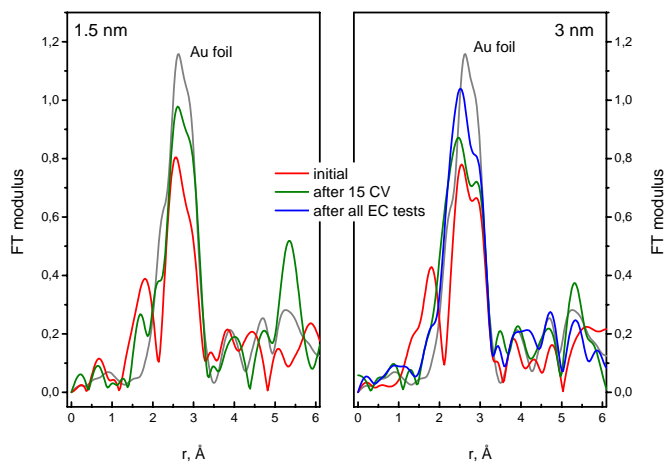 1.5 nm
3 nm
Au foil
Au foil
initial
after 15 CV
after all EC tests
FT modulus
FT modulus
1,2
1,0
0,8
0,6
0,4
0,2
0,0
1,2
1,0
0,8
0,6
0,4
0,2
0,0
0 1 2 3 4 5 6
0 1 2 3 4 5 6
r, Å
r, Å